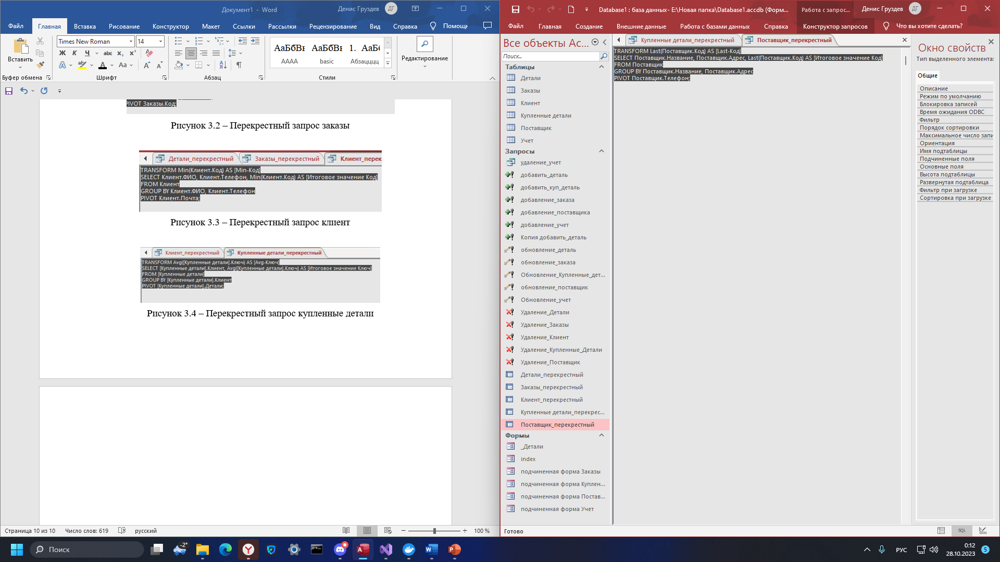 Документ1 - Word
Денис Груздев
ДГ
Файл
Главная
Вставка
Рисование
Конструктор
Макет
Ссылки
Рассылки
Рецензирование
Вид
Справка
Помощн
Вставить
Буфер обмена
Times New Roman
14
Ж К Ч abc x₂ x²
Шрифт
Абзац
АаБбВı АаБбВı 1. АаБб
AAAA basic Абзацццц
Стили
Редактирование
PIVOT Заказы.Код;
Рисунок 3.2 – Перекрестный запрос заказы
Детали_перекрестный
Заказы_перекрестный
Клиент_перек
TRANSFORM Min(Клиент.Код) AS [Min-Код]
SELECT Клиент.ФИО, Клиент.Телефон, Min(Клиент.Код) AS [Итоговое значение Код]
FROM Клиент
GROUP BY Клиент.ФИО, Клиент.Телефон
PIVOT Клиент.Почта;
Рисунок 3.3 – Перекрестный запрос клиент
Клиент_перекрестный
Купленные детали_перекрестный
TRANSFORM Avg([Купленные детали].Ключ) AS [Avg-Ключ]
SELECT [Купленные детали].Клиент, Avg([Купленные детали].Ключ) AS [Итоговое значение Ключ]
FROM [Купленные детали]
GROUP BY [Купленные детали].Клиент
PIVOT [Купленные детали].Детали;
Рисунок 3.4 – Перекрестный запрос купленные детали
Страница 10 из 10
Число слов: 619
русский
100 %
Database1 : база данных- E:\Новая папка\Database1.accdb (Форм...
Работа с запрос...
Денис Груздев
ДГ
Файл
Главная
Создание
Внешние данные
Работа с базами данных
Справка
Конструктор запросов
Что вы хотите сделать?
Все объекты Ac...
Поиск...
Таблицы
Детали
Заказы
Клиент
Купленные детали
Поставщик
Учет
Запросы
удаление_учет
добавить_деталь
добавить_куп_деталь
добавление_заказа
добавление_поставщика
добавление_учет
Копия добавить_деталь
обновление_деталь
обновление_заказа
Обновление_Купленные_дет...
обновление_поставщик
Обновление_учет
Удаление_Детали
Удаление_Заказы
Удаление_Клиент
Удаление_Купленные_Детали
Удаление_Поставщик
Детали_перекрестный
Заказы_перекрестный
Клиент_перекрестный
Купленные детали_перекрес...
Поставщик_перекрестный
Формы
_Детали
index
подчиненная форма Заказы
подчиненная форма Куплен...
подчиненная форма Постав...
подчиненная форма Учет
Купленные детали_перекрестный
Поставщик_перекрестный
TRANSFORM Last(Поставщик.Код) AS [Last-Код]
SELECT Поставщик.Название, Поставщик.Адрес, Last(Поставщик.Код) AS [Итоговое значение Код]
FROM Поставщик
GROUP BY Поставщик.Название, Поставщик.Адрес
PIVOT Поставщик.Телефон;
Окно свойств
Тип выделенного элемента:
Общие
Описание
Режим по умолчанию
Блокировка записей
Время ожидания ODBC
Фильтр
Порядок сортировки
Максимальное число запи
Ориентация
Имя подтаблицы
Подчиненные поля
Основные поля
Высота подтаблицы
Развернутая подтаблица
Фильтр при загрузке
Сортировка при загрузке
Готово
SQL
Поиск
-2°
РУС
0:12
28.10.2023
5